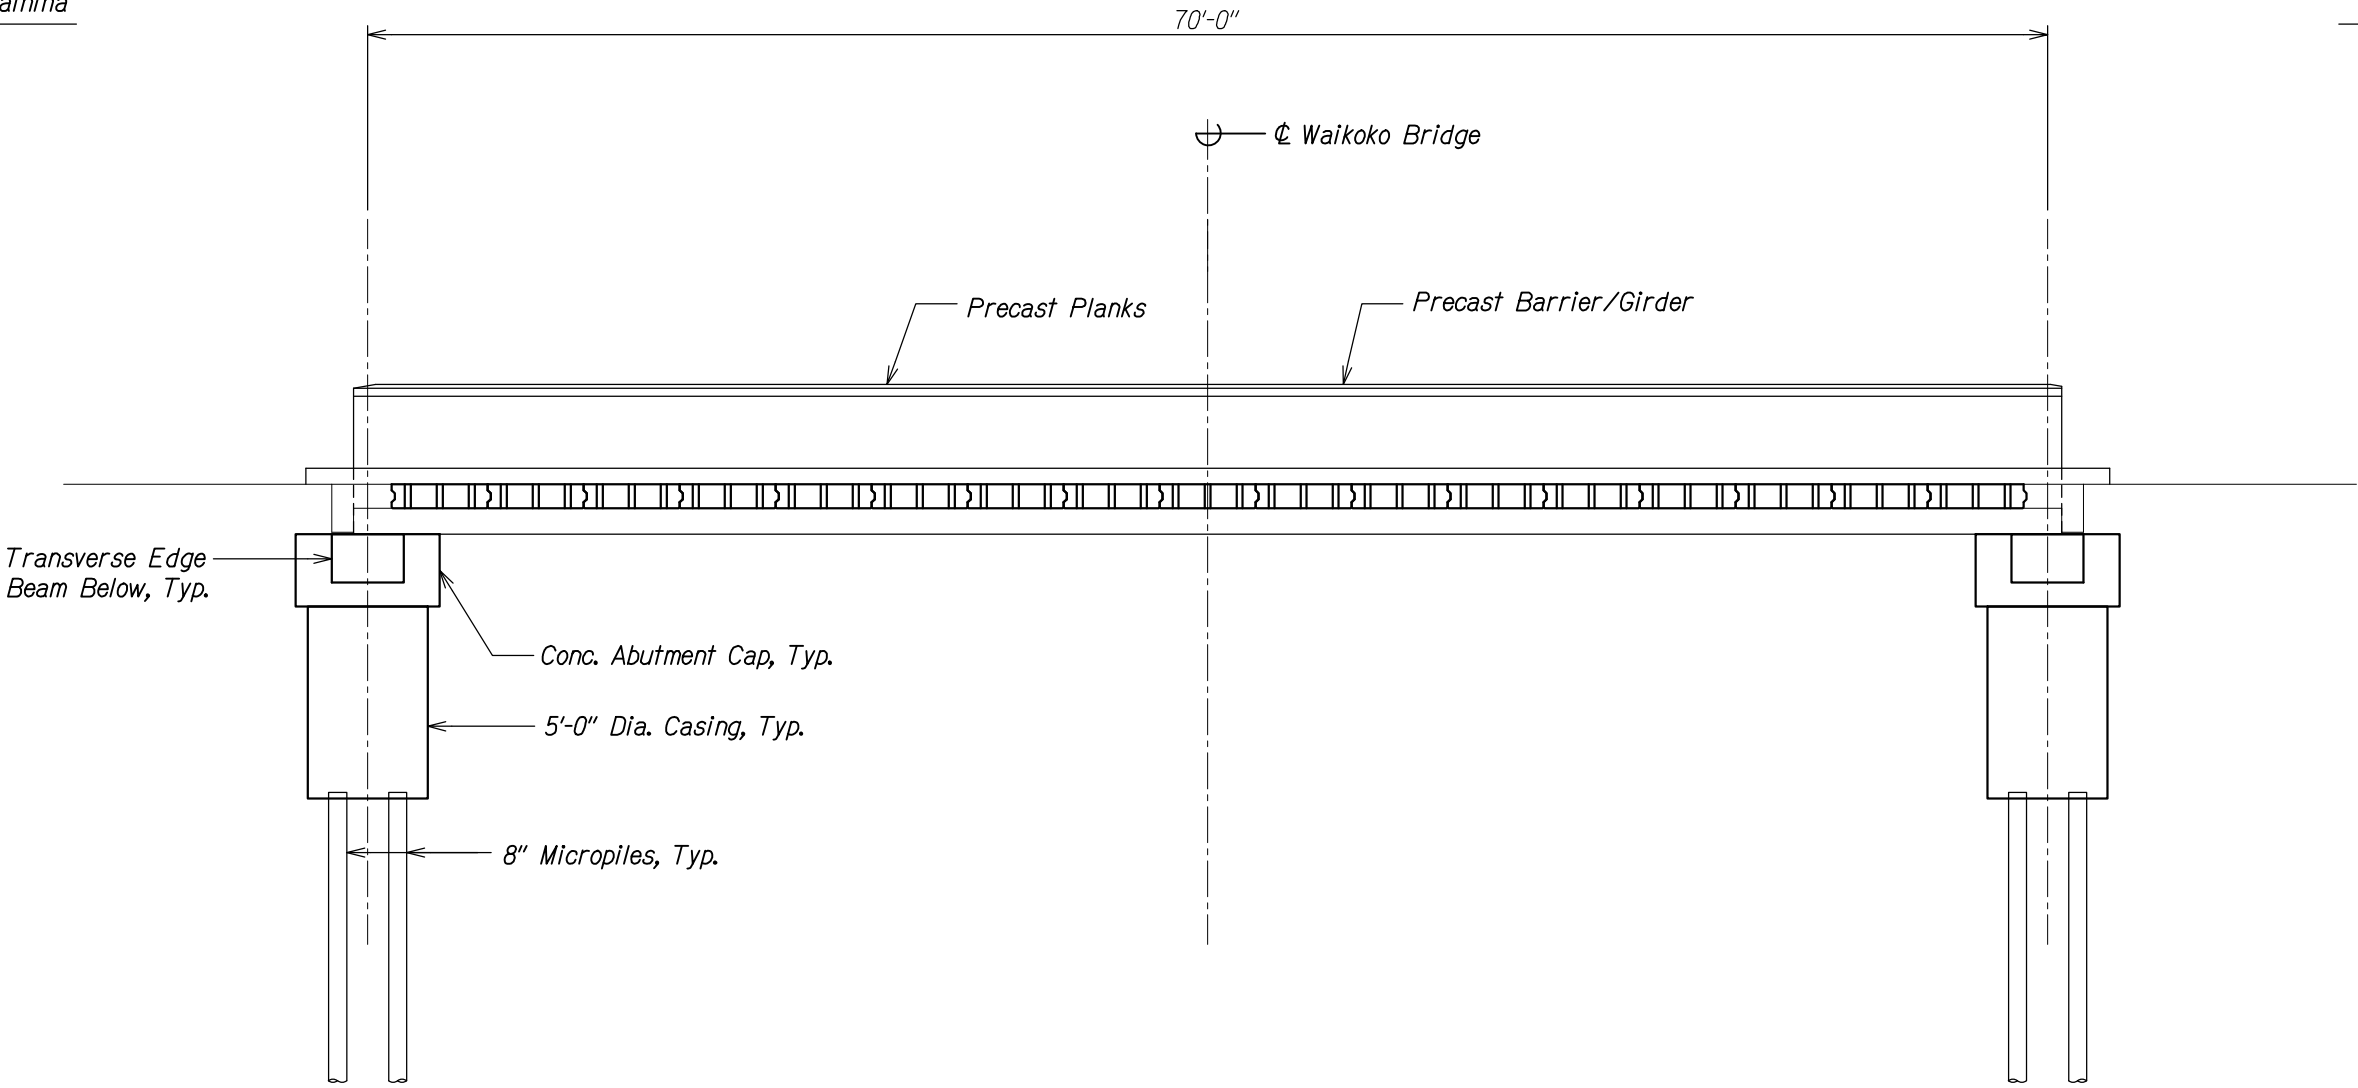 70'-0"
℄ Waikoko Bridge
Precast Planks
Precast Barrier/Girder
Transverse Edge
Beam Below, Typ.
Conc. Abutment Cap, Typ.
5'-0" Dia. Casing, Typ.
8" Micropiles, Typ.